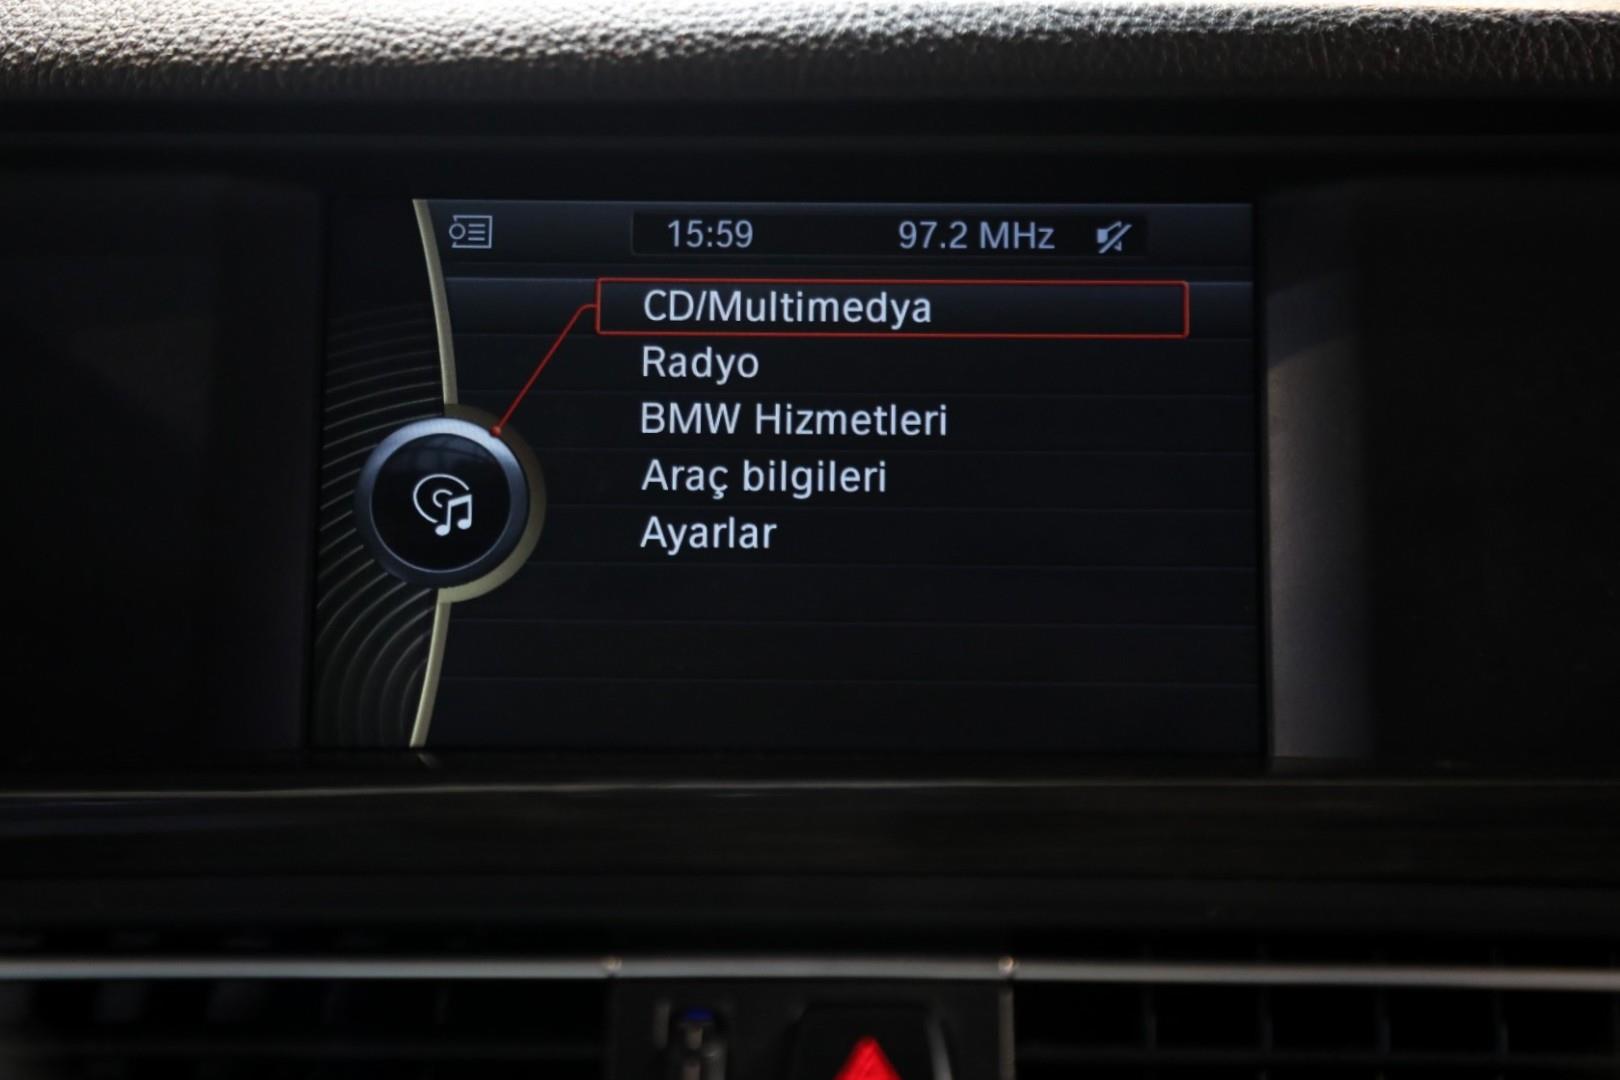 15:59 97.2 MHz
CD/Multimedya
Radyo
BMW Hizmetleri
Araç bilgileri
Ayarlar